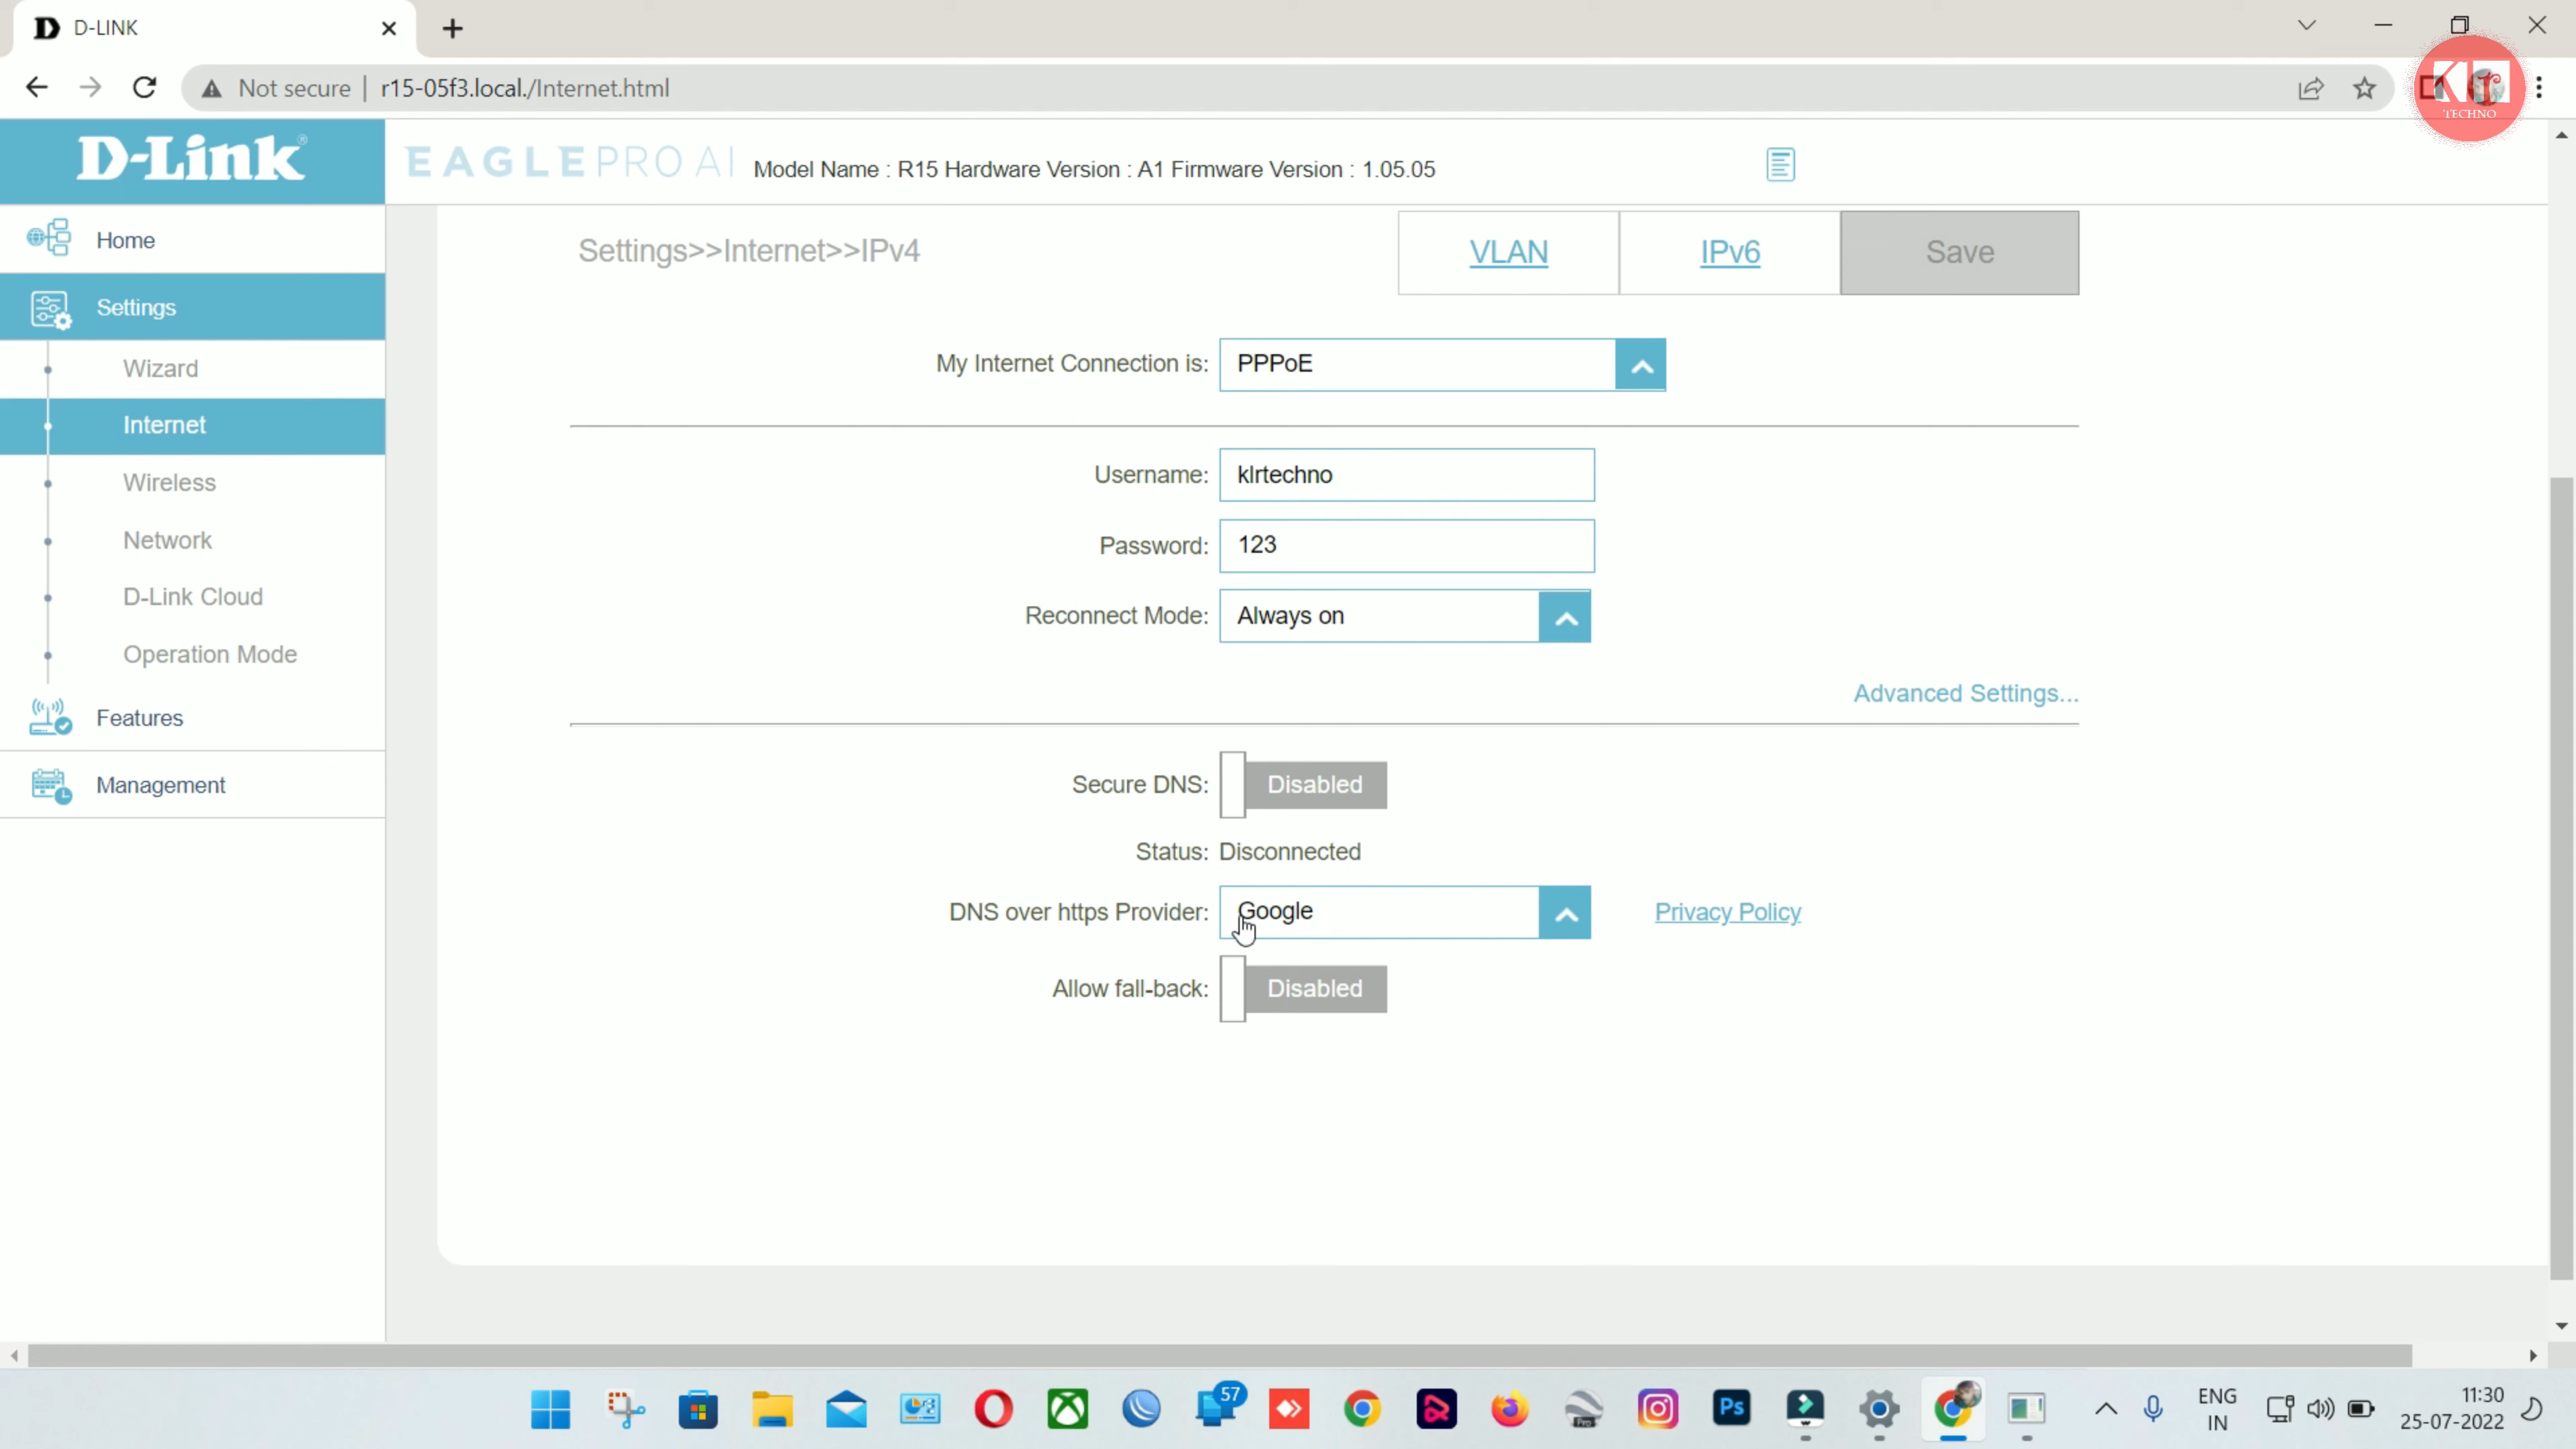 D-LINK
Not secure | r15-05f3.local./Internet.html
KLT
TECHNO
D-Link®
EAGLE PRO AI
Model Name : R15 Hardware Version : A1 Firmware Version : 1.05.05
Home
Settings
Wizard
Internet
Wireless
Network
D-Link Cloud
Operation Mode
Features
Management
Settings>>Internet>>IPv4
VLAN
IPv6
Save
My Internet Connection is: PPPoE
Username: klrtechno
Password: 123
Reconnect Mode: Always on
Advanced Settings...
Secure DNS: Disabled
Status: Disconnected
DNS over https Provider: Google
Privacy Policy
Allow fall-back: Disabled
57
Pro
Ps
ENG
IN
11:30
25-07-2022